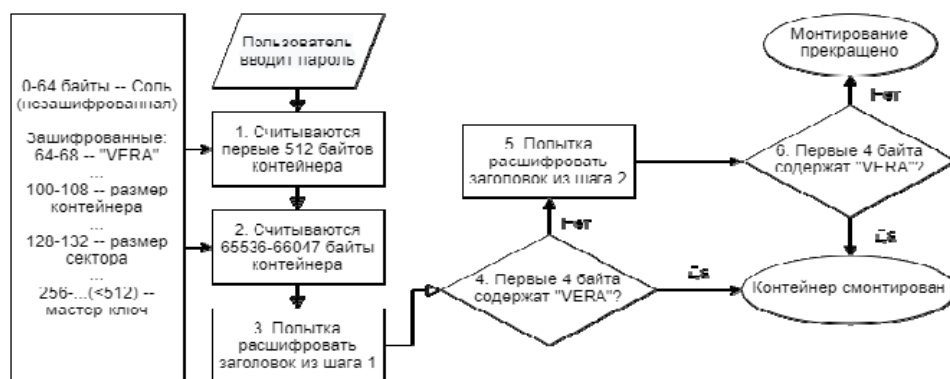 0-64 байты -- Соль
(незашифрованная)
Зашифрованные:
64-68 -- "VERA"
...
100-108 -- размер
контейнера
...
128-132 -- размер
сектора
...
256-...(<512) --
мастер ключ
Пользователь
вводит пароль
1. Считываются
первые 512 байтов
контейнера
2. Считываются
65536-66047 байты
контейнера
3. Попытка
расшифровать
заголовок из шага 1
4. Первые 4 байта
содержат "VERA"?
Нет
Да
5. Попытка
расшифровать
заголовок из шага 2
6. Первые 4 байта
содержат "VERA"?
Нет
Да
Монтирование
прекращено
Контейнер смонтирован